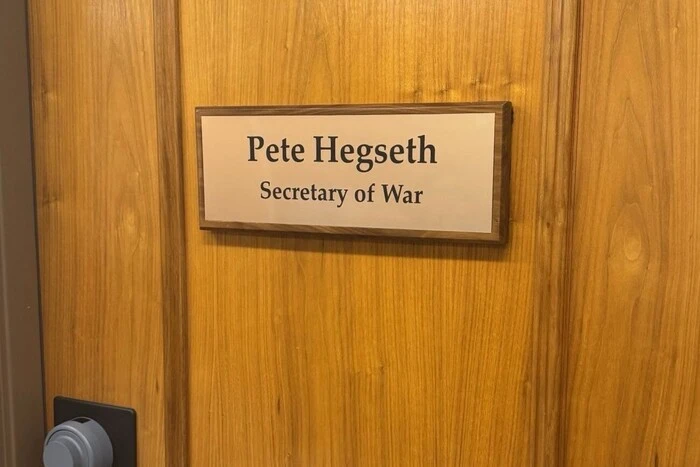 Pete Hegseth
Secretary of War